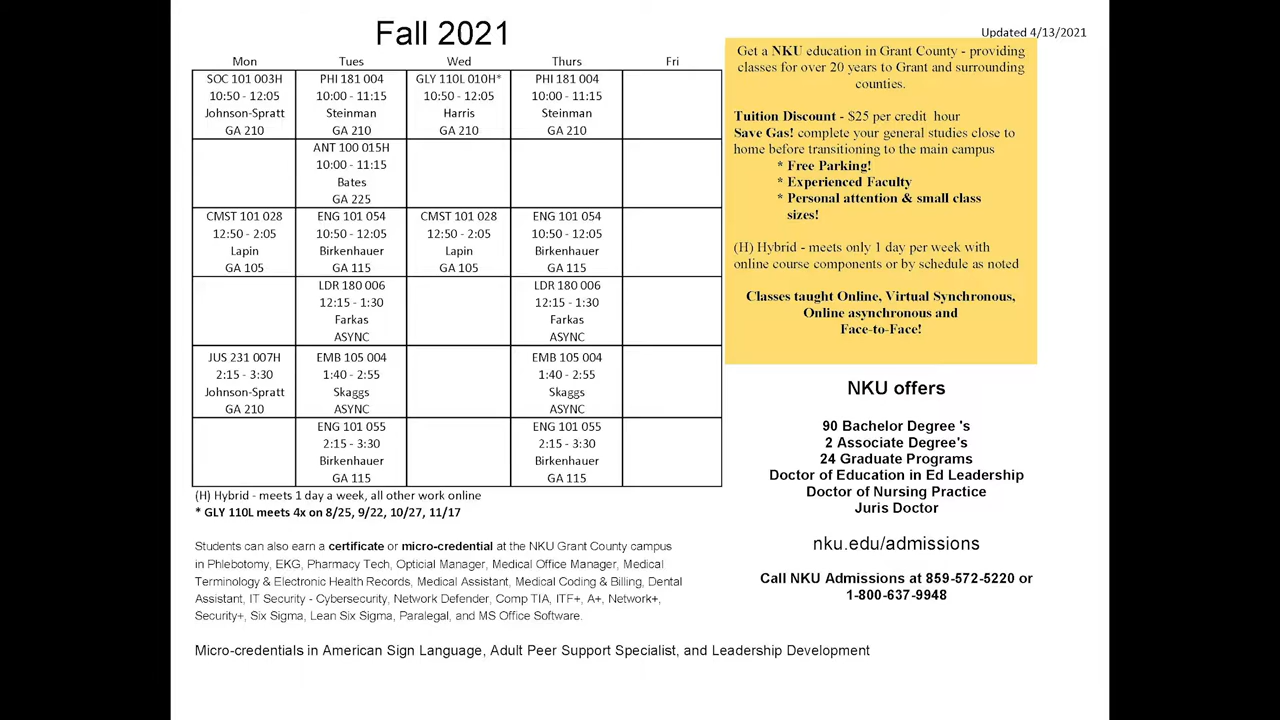 Fall 2021
Updated 4/13/2021
Mon Tues Wed Thurs Fri
SOC 101 003H PHI 181 004 GLY 110L 010H* PHI 181 004
10:50 - 12:05 10:00 - 11:15 10:50 - 12:05 10:00 - 11:15
Johnson-Spratt Steinman Harris Steinman
GA 210 GA 210 GA 210 GA 210
ANT 100 015H
10:00 - 11:15
Bates
GA 225
CMST 101 028 ENG 101 054 CMST 101 028 ENG 101 054
12:50 - 2:05 10:50 - 12:05 12:50 - 2:05 10:50 - 12:05
Lapin Birkenhauer Lapin Birkenhauer
GA 105 GA 115 GA 105 GA 115
LDR 180 006 LDR 180 006
12:15 - 1:30 12:15 - 1:30
Farkas Farkas
ASYNC ASYNC
JUS 231 007H EMB 105 004 EMB 105 004
2:15 - 3:30 1:40 - 2:55 1:40 - 2:55
Johnson-Spratt Skaggs Skaggs
GA 210 ASYNC ASYNC
ENG 101 055 ENG 101 055
2:15 - 3:30 2:15 - 3:30
Birkenhauer Birkenhauer
GA 115 GA 115
(H) Hybrid - meets 1 day a week, all other work online
* GLY 110L meets 4x on 8/25, 9/22, 10/27, 11/17
Students can also earn a certificate or micro-credential at the NKU Grant County campus
in Phlebotomy, EKG, Pharmacy Tech, Opticial Manager, Medical Office Manager, Medical
Terminology & Electronic Health Records, Medical Assistant, Medical Coding & Billing, Dental
Assistant, IT Security - Cybersecurity, Network Defender, Comp TIA, ITF+, A+, Network+,
Security+, Six Sigma, Lean Six Sigma, Paralegal, and MS Office Software.
Micro-credentials in American Sign Language, Adult Peer Support Specialist, and Leadership Development
Get a NKU education in Grant County - providing
classes for over 20 years to Grant and surrounding
counties.
Tuition Discount - $25 per credit hour
Save Gas! complete your general studies close to
home before transitioning to the main campus
* Free Parking!
* Experienced Faculty
* Personal attention & small class
sizes!
(H) Hybrid - meets only 1 day per week with
online course components or by schedule as noted
Classes taught Online, Virtual Synchronous,
Online asynchronous and
Face-to-Face!
NKU offers
90 Bachelor Degree 's
2 Associate Degree's
24 Graduate Programs
Doctor of Education in Ed Leadership
Doctor of Nursing Practice
Juris Doctor
nku.edu/admissions
Call NKU Admissions at 859-572-5220 or
1-800-637-9948